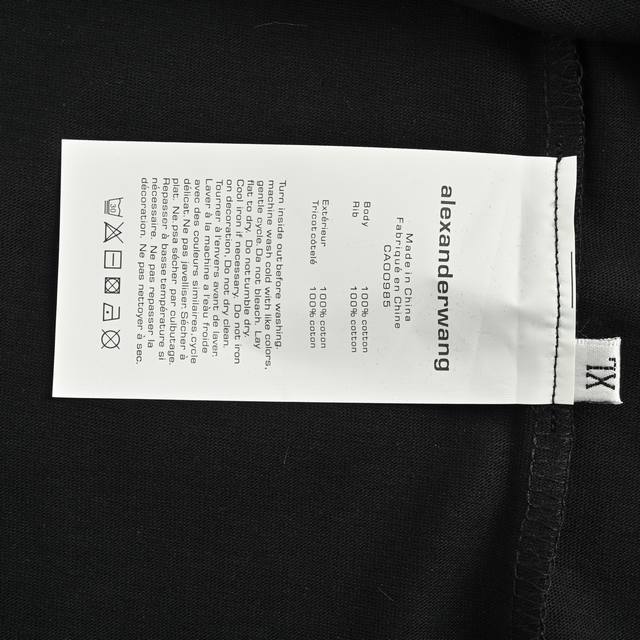 alexanderwang
Made in China
Fabriqué en Chine
CA00985
Body 100% cotton
Rib 100% cotton
Extérieur 100% coton
Tricot côtelé 100% coton
Turn inside out before washing.
machine wash cold with like colors,
gentle cycle. Do not bleach. Lay
flat to dry. Do not tumble dry.
Cool iron if necessary. Do not iron
on decoration. Do not dry clean.
Tourner à l'envers avant de laver.
Laver à la machine a l'eau froide
avec des couleurs similaires, cycle
délicat. Ne pas javelliser. Sécher à
plat. Ne psa sécher par culbutage.
Repasser à basse température si
nécessaire. Ne pas repasser la
décoration. Ne pas nettoyer à sec.
30
XL